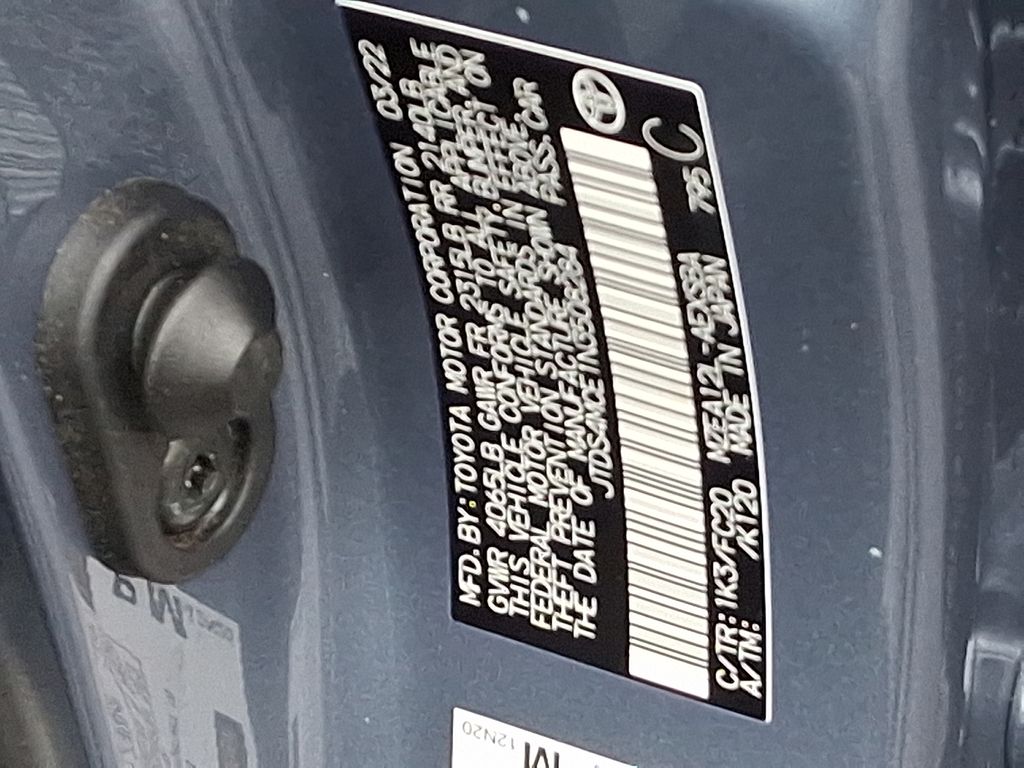 MFD. BY: TOYOTA MOTOR CORPORATION 03/22
GVWR 4065LB GAWR FR 2315LB RR 2140LB
THIS VEHICLE CONFORMS TO ALL APPLICABLE
FEDERAL MOTOR VEHICLE SAFETY, BUMPER, AND
THEFT PREVENTION STANDARDS IN EFFECT ON
THE DATE OF MANUFACTURE SHOWN ABOVE.
JTDS4MCE1NG506284 PASS. CAR
C/TR: 1K3/FC20 MZEA12L-AEXSBA 795
A/TM: /K120 MADE IN JAPAN C
12N20
M